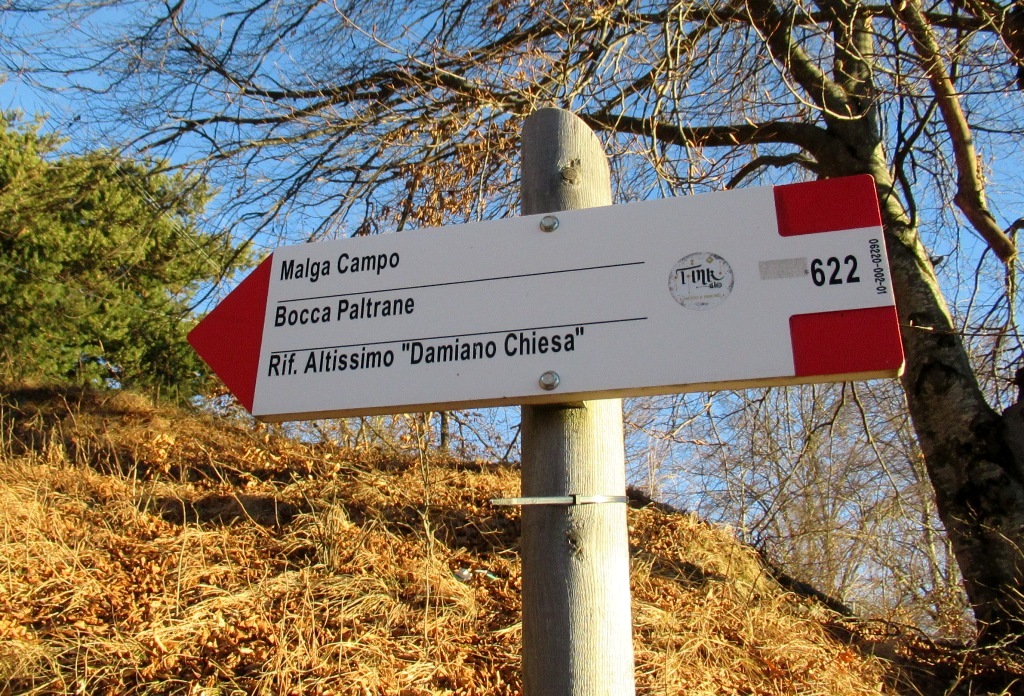 Malga Campo
Bocca Paltrane
Rif. Altissimo "Damiano Chiesa"
622